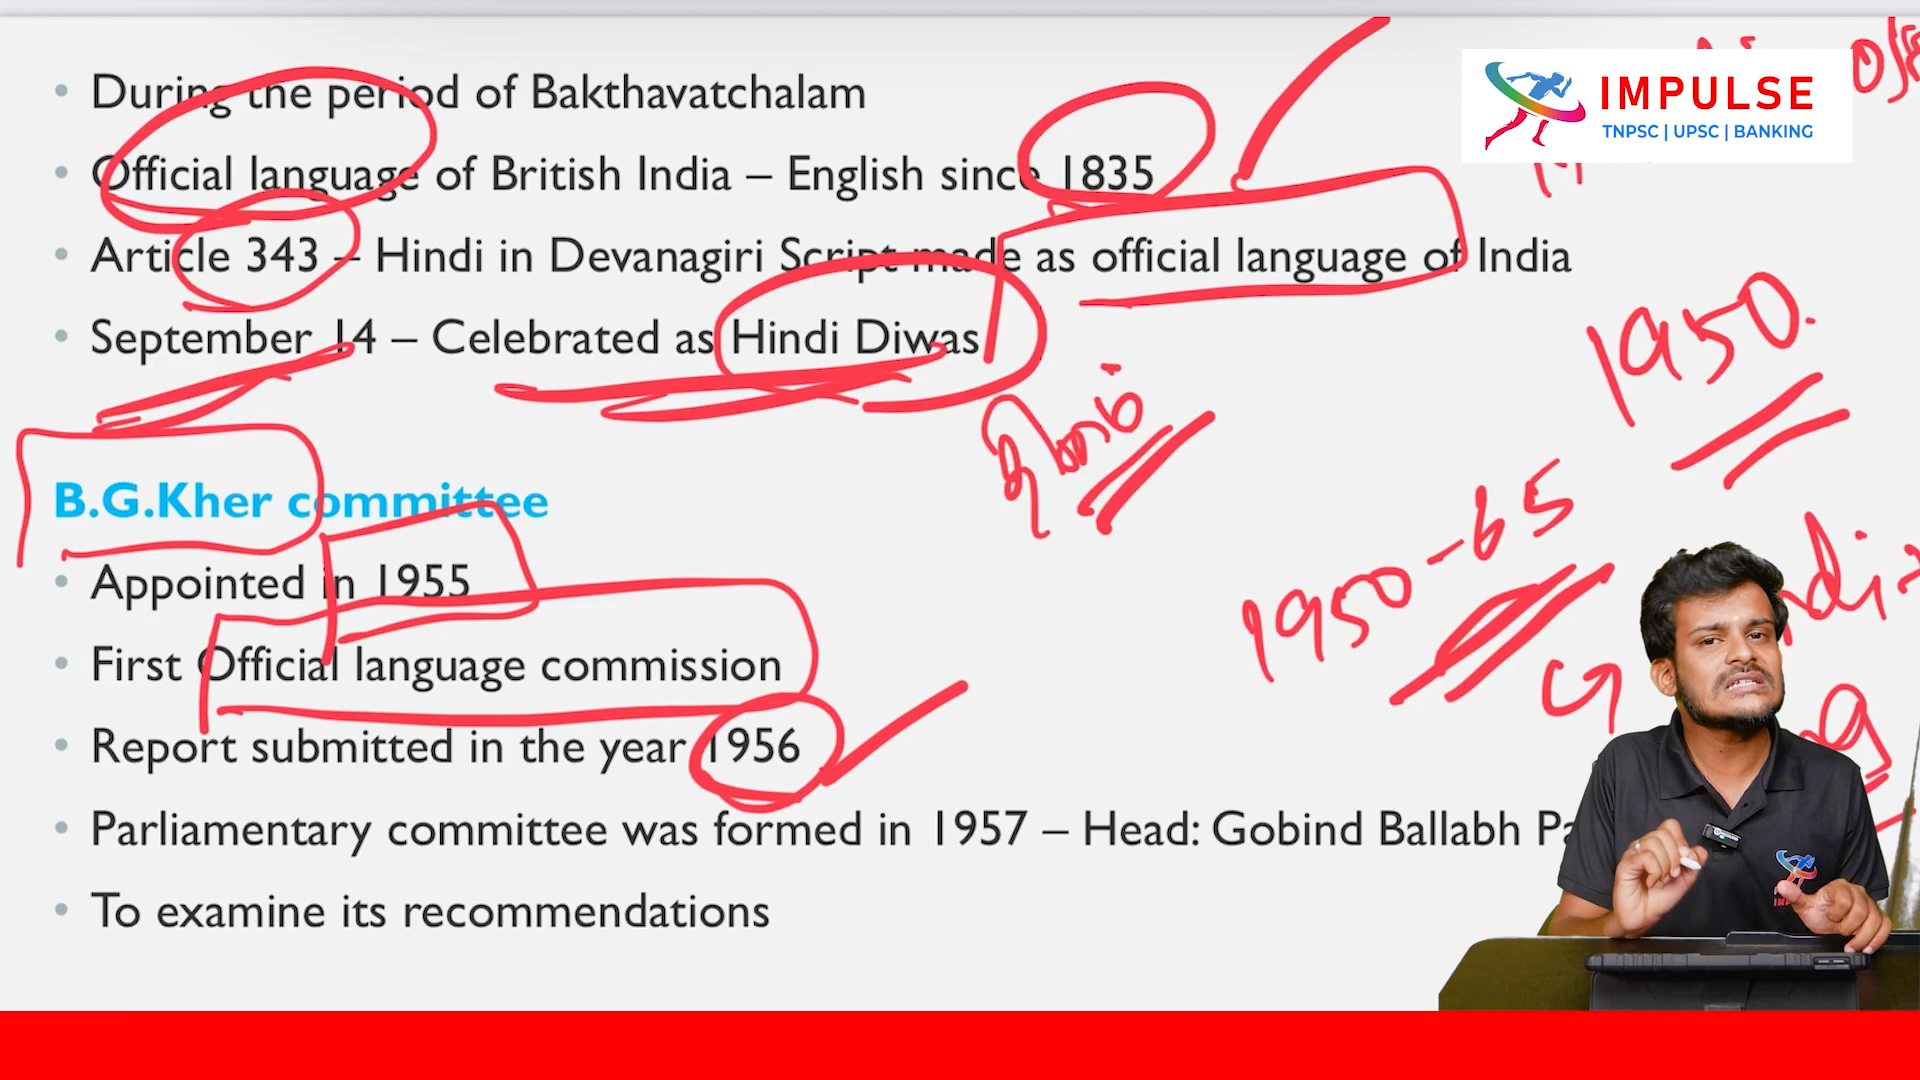 During the period of Bakthavatchalam
Official language of British India – English since 1835
Article 343 – Hindi in Devanagiri Script made as official language of India
September 14 – Celebrated as Hindi Diwas
B.G.Kher committee
Appointed in 1955
First Official language commission
Report submitted in the year 1956
Parliamentary committee was formed in 1957 – Head: Gobind Ballabh
To examine its recommendations
IMPULSE
TNPSC | UPSC | BANKING
1950.
1950-65